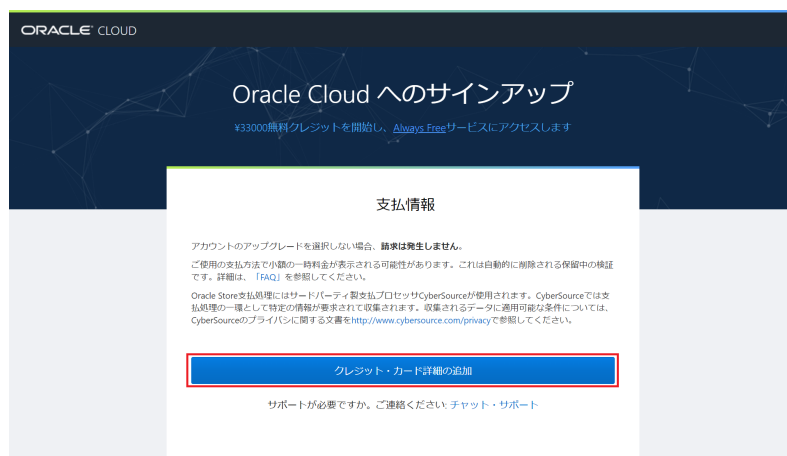 ORACLE CLOUD
Oracle Cloud へのサインアップ
¥33000無料クレジットを開始し、Always Freeサービスにアクセスします
支払情報
アカウントのアップグレードを選択しない場合、請求は発生しません。
ご使用の支払方法で小額の一時料金が表示される可能性があります。これは自動的に削除される保留中の検証
です。詳細は、「FAQ」を参照してください。
Oracle Store支払処理にはサードパーティ製支払プロセッサCyberSourceが使用されます。CyberSourceでは支
払処理の一環として特定の情報が要求されて収集されます。収集されるデータに適用可能な条件については、
CyberSourceのプライバシに関する文書をhttp://www.cybersource.com/privacyで参照してください。
クレジット・カード詳細の追加
サポートが必要ですか。ご連絡ください: チャット・サポート